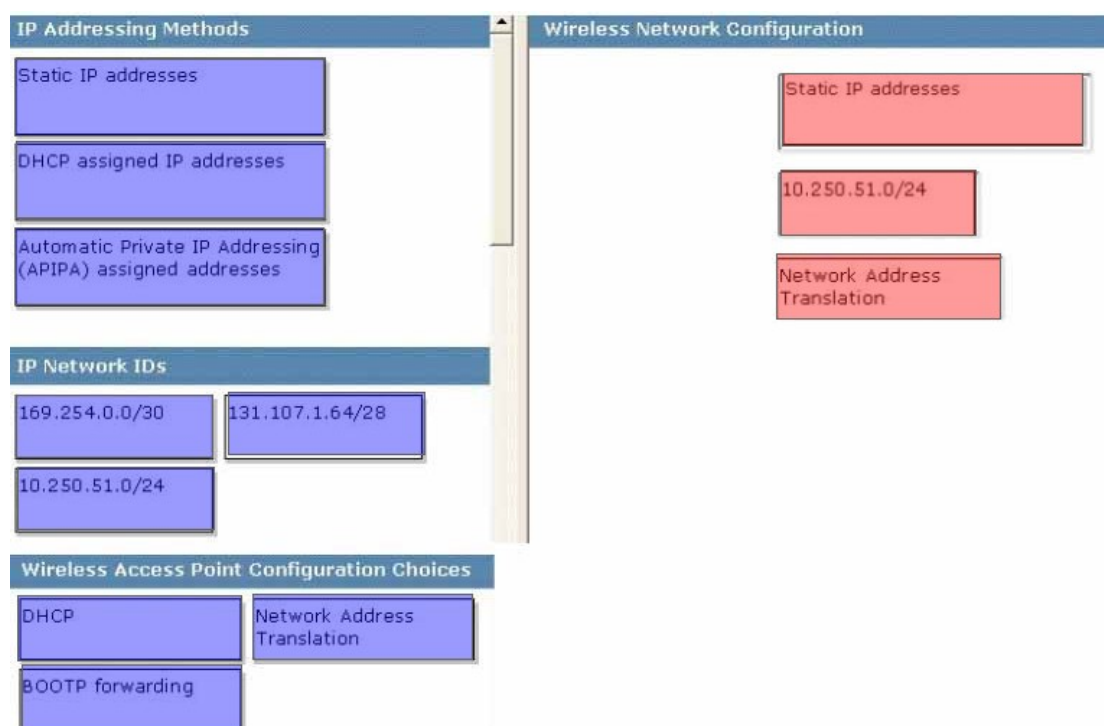 IP Addressing Methods
Static IP addresses
DHCP assigned IP addresses
Automatic Private IP Addressing
(APIPA) assigned addresses
IP Network IDs
169.254.0.0/30
131.107.1.64/28
10.250.51.0/24
Wireless Access Point Configuration Choices
DHCP
Network Address
Translation
BOOTP forwarding
Wireless Network Configuration
Static IP addresses
10.250.51.0/24
Network Address
Translation